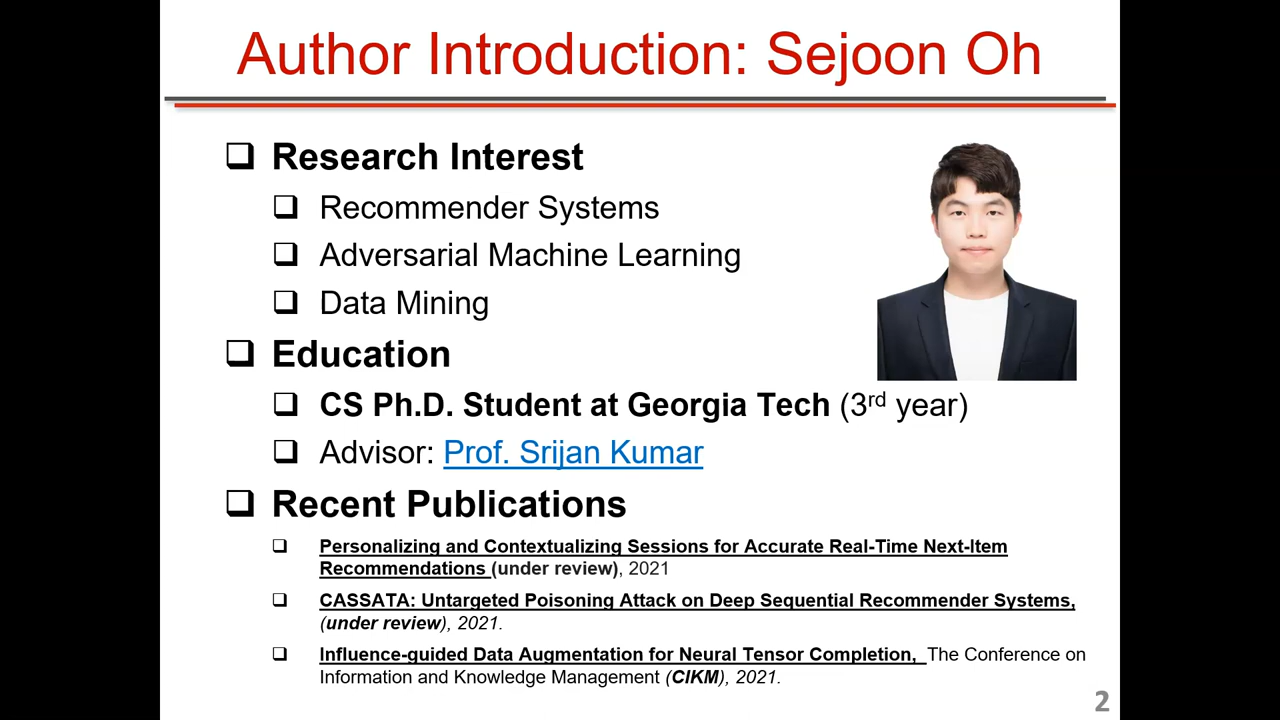 Author Introduction: Sejoon Oh
Research Interest
Recommender Systems
Adversarial Machine Learning
Data Mining
Education
CS Ph.D. Student at Georgia Tech (3rd year)
Advisor: Prof. Srijan Kumar
Recent Publications
Personalizing and Contextualizing Sessions for Accurate Real-Time Next-Item
Recommendations (under review), 2021
CASSATA: Untargeted Poisoning Attack on Deep Sequential Recommender Systems,
(under review), 2021.
Influence-guided Data Augmentation for Neural Tensor Completion, The Conference on
Information and Knowledge Management (CIKM), 2021.
2